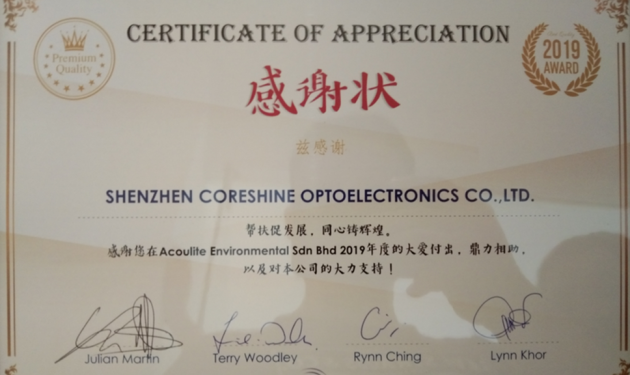 CERTIFICATE OF APPRECIATION
Premium
Quality
2019
AWARD
感谢状
兹感谢
SHENZHEN CORESHINE OPTOELECTRONICS CO.,LTD.
帮扶促发展，同心铸辉煌。
感谢您在Acoulite Environmental Sdn Bhd 2019年度的大爱付出，鼎力相助，
以及对本公司的大力支持！
Julian Martin
Terry Woodley
Rynn Ching
Lynn Khor